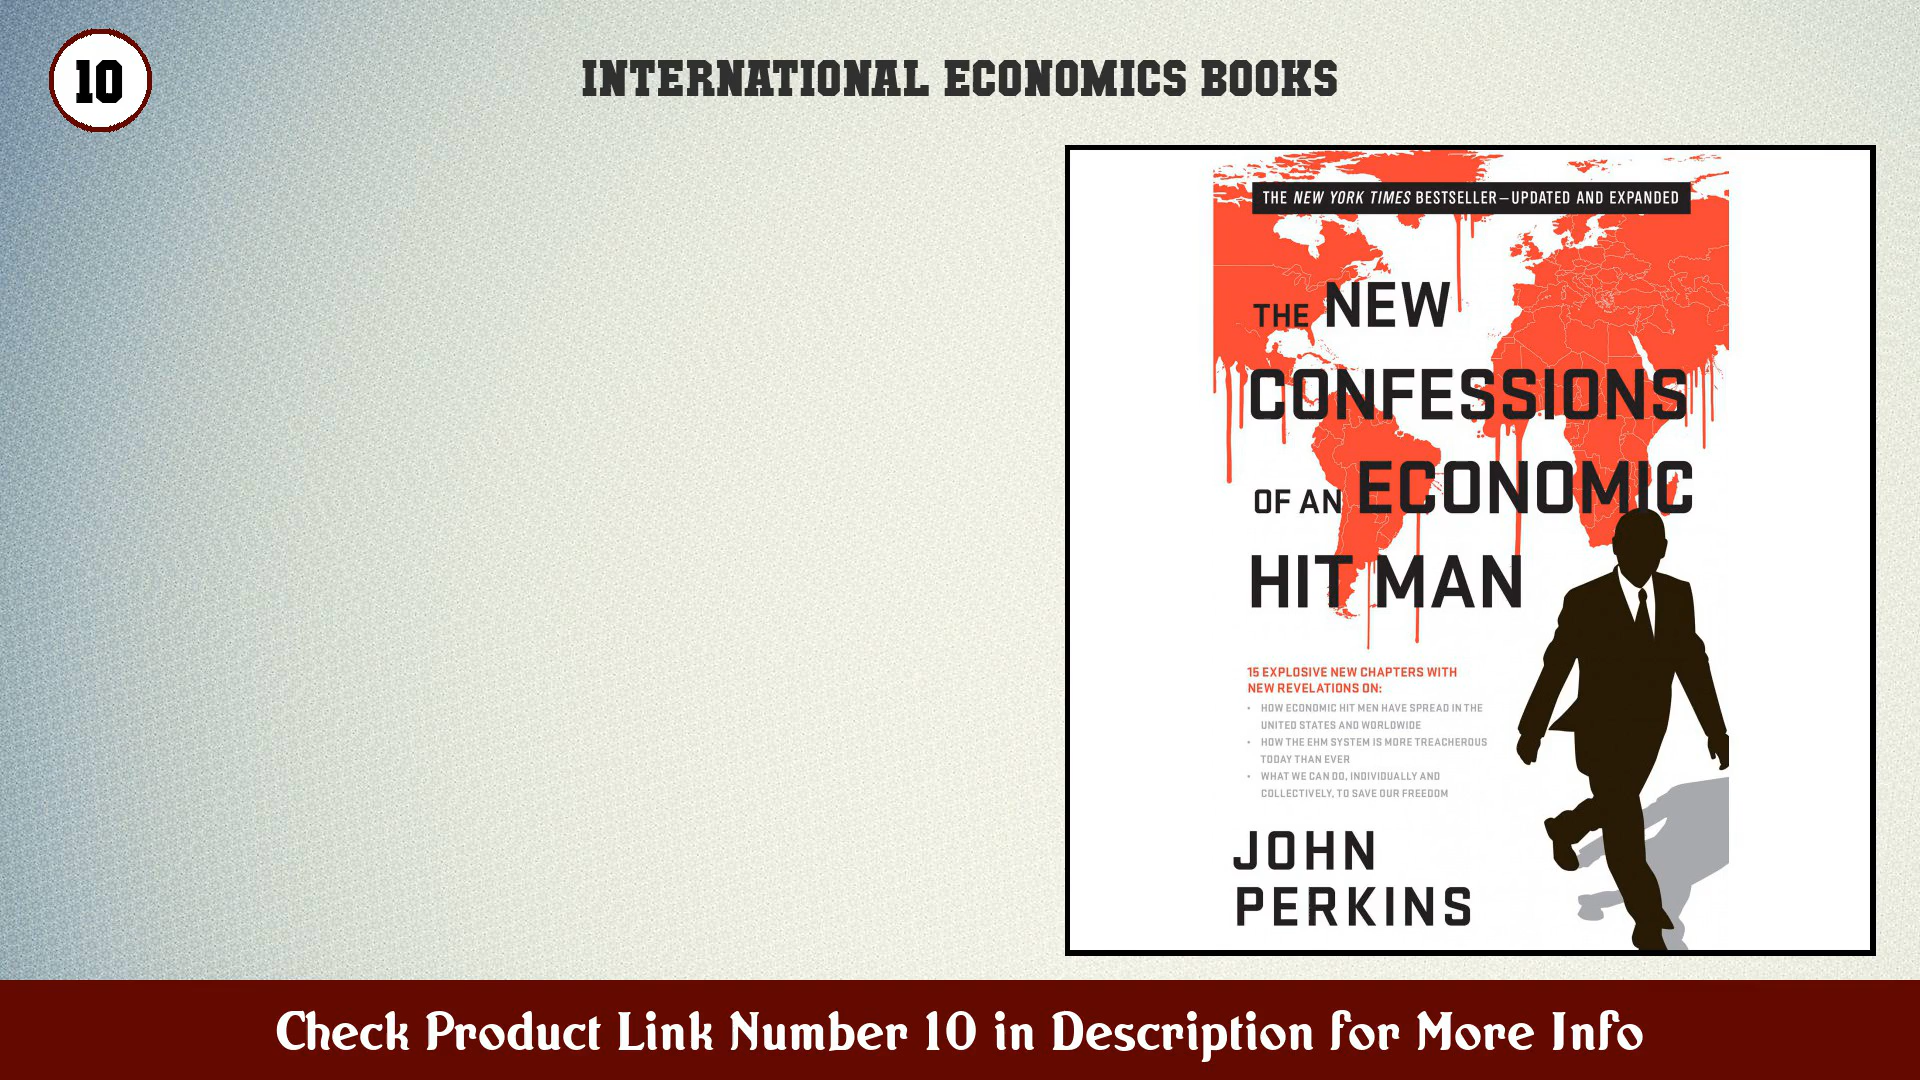 10
INTERNATIONAL ECONOMICS BOOKS
THE NEW YORK TIMES BESTSELLER—UPDATED AND EXPANDED
THE NEW
CONFESSIONS
OF AN ECONOMIC
HIT MAN
15 EXPLOSIVE NEW CHAPTERS WITH
NEW REVELATIONS ON:
• HOW ECONOMIC HIT MEN HAVE SPREAD IN THE
UNITED STATES AND WORLDWIDE
• HOW THE EHM SYSTEM IS MORE TREACHEROUS
TODAY THAN EVER
• WHAT WE CAN DO, INDIVIDUALLY AND
COLLECTIVELY, TO SAVE OUR FREEDOM
JOHN
PERKINS
Check Product Link Number 10 in Description for More Info